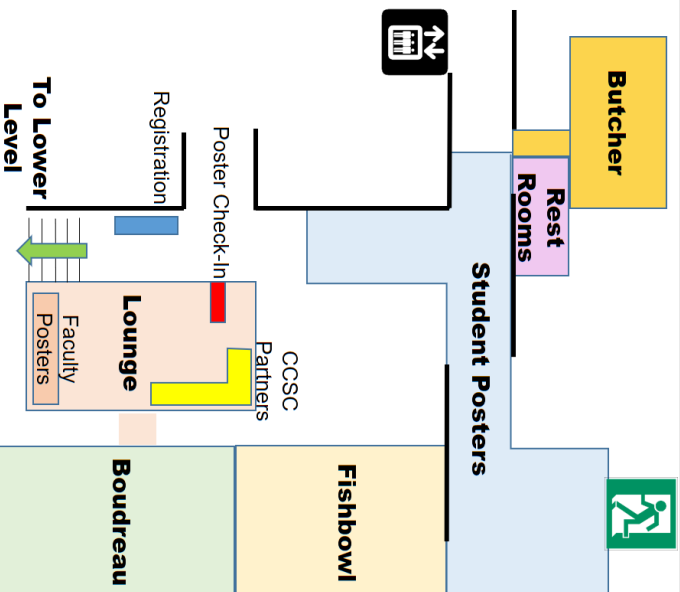 Butcher
Rest
Rooms
Student Posters
CCSC
Partners
Poster Check-In
Registration
Lounge
Faculty
Posters
To Lower
Level
Fishbowl
Boudreau